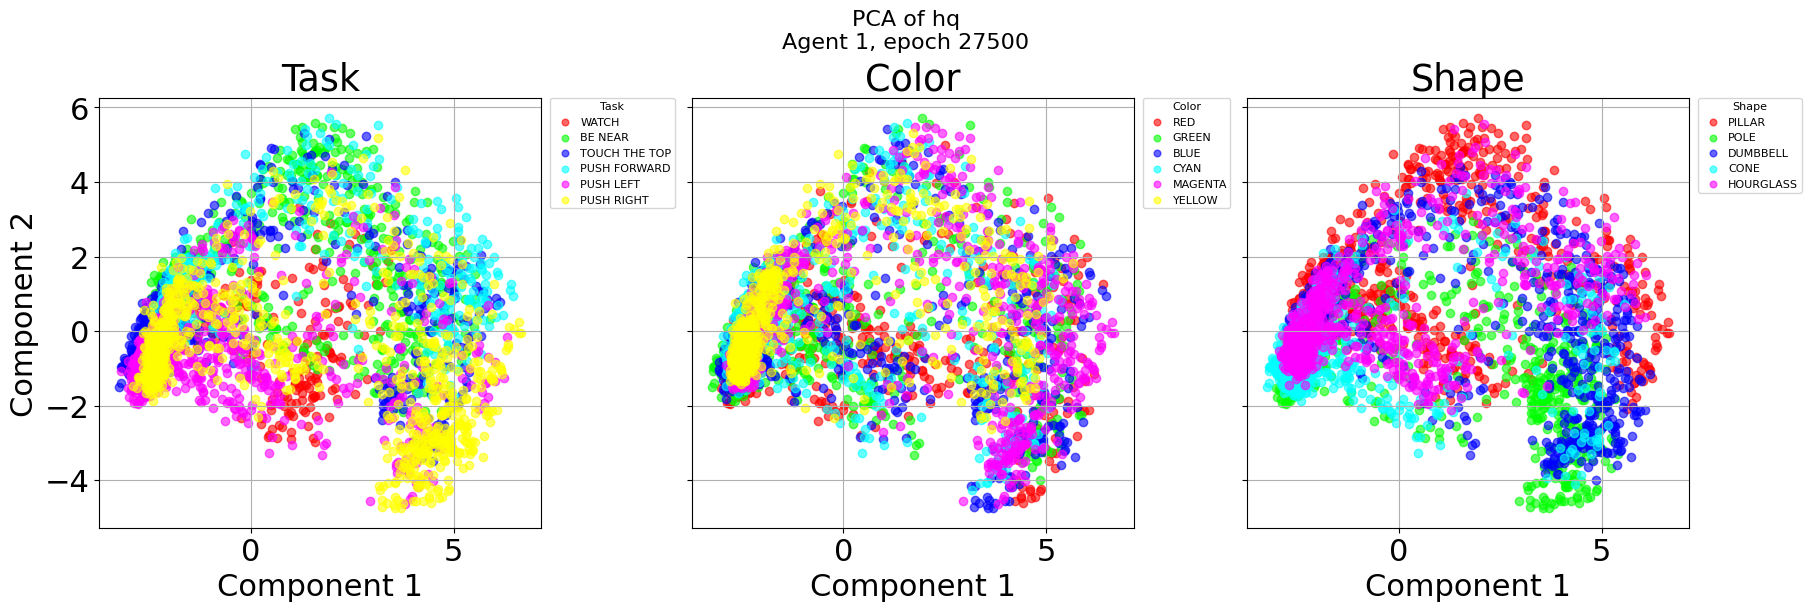 PCA of hq
Agent 1, epoch 27500
Task
Color
Shape
6
4
2
0
−2
−4
Component 2
0
5
Component 1
Task
WATCH
BE NEAR
TOUCH THE TOP
PUSH FORWARD
PUSH LEFT
PUSH RIGHT
0
5
Component 1
Color
RED
GREEN
BLUE
CYAN
MAGENTA
YELLOW
0
5
Component 1
Shape
PILLAR
POLE
DUMBBELL
CONE
HOURGLASS